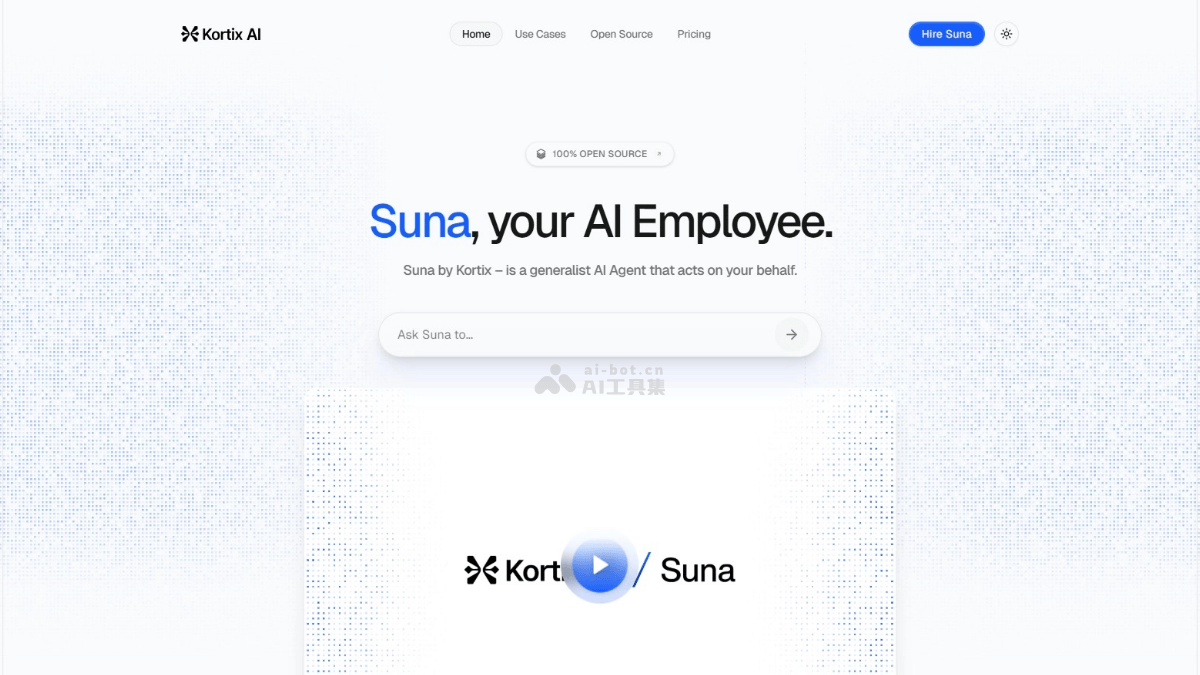 Kortix AI
Home
Use Cases
Open Source
Pricing
Hire Suna
100% OPEN SOURCE
Suna, your AI Employee.
Suna by Kortix – is a generalist AI Agent that acts on your behalf.
Ask Suna to...
ai-bot.cn
AI工具集
Korti / Suna